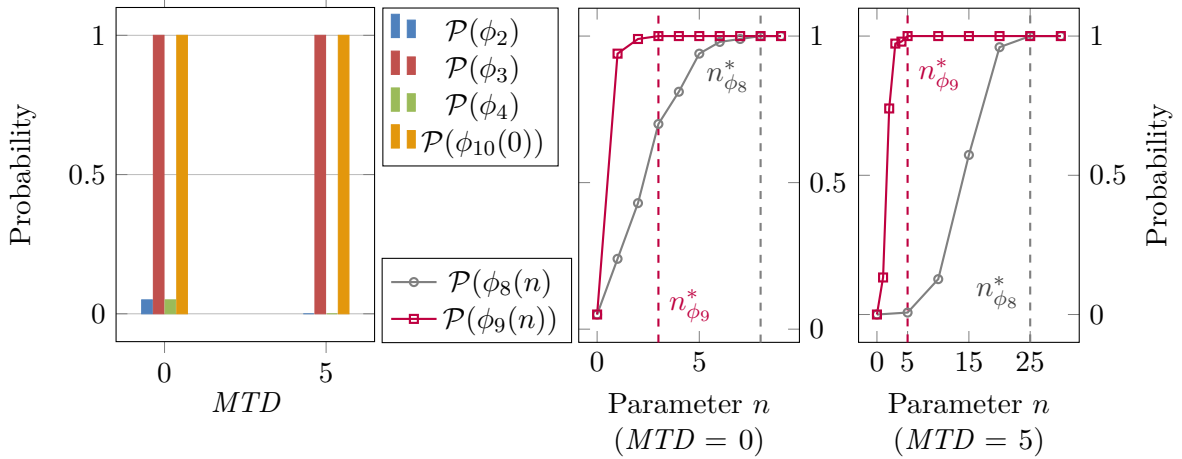 Probability
1
0.5
0
0
5
MTD
𝒫(ϕ₂)
𝒫(ϕ₃)
𝒫(ϕ₄)
𝒫(ϕ₁₀(0))
𝒫(ϕ₈(n)
𝒫(ϕ₉(n))
n*ϕ₈
n*ϕ₉
1
0.5
0
0
5
Parameter n
(MTD = 0)
n*ϕ₉
n*ϕ₈
1
0.5
0
0 5 15 25
Parameter n
(MTD = 5)
Probability